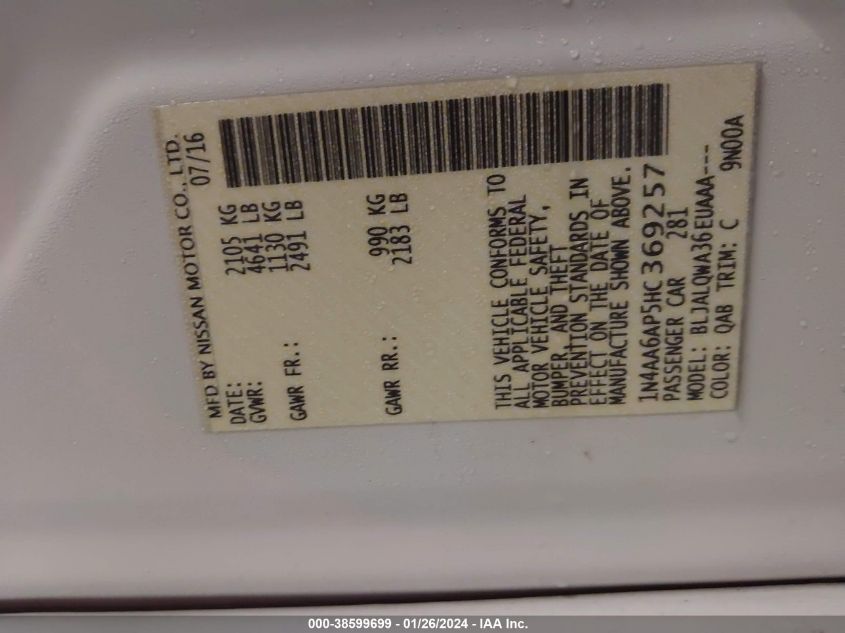 MFD BY NISSAN MOTOR CO., LTD.
DATE: 07/16
GVWR: 2105 KG
4641 LB
GAWR FR.: 1130 KG
2491 LB
GAWR RR.: 990 KG
2183 LB
THIS VEHICLE CONFORMS TO
ALL APPLICABLE FEDERAL
MOTOR VEHICLE SAFETY,
BUMPER, AND THEFT
PREVENTION STANDARDS IN
EFFECT ON THE DATE OF
MANUFACTURE SHOWN ABOVE.
1N4AA6AP5HC369257
PASSENGER CAR 281
MODEL: BLJALQWA36EUAAA---
COLOR: QAB TRIM: C 9N00A
000-38599699 - 01/26/2024 - IAA Inc.